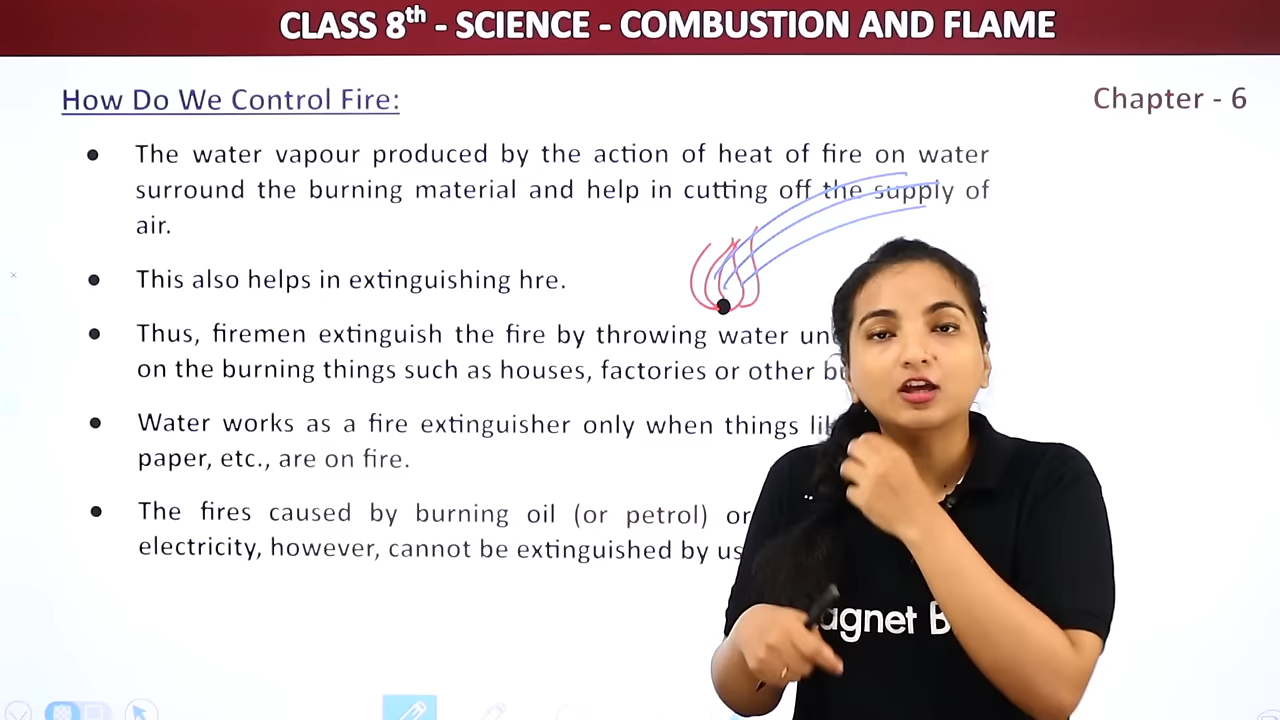 CLASS 8th - SCIENCE - COMBUSTION AND FLAME
How Do We Control Fire:
Chapter - 6
● The water vapour produced by the action of heat of fire on water
surround the burning material and help in cutting off the supply of
air.
● This also helps in extinguishing hre.
● Thus, firemen extinguish the fire by throwing water
on the burning things such as houses, factories or other
● Water works as a fire extinguisher only when things
paper, etc., are on fire.
● The fires caused by burning oil (or petrol) or
electricity, however, cannot be extinguished by